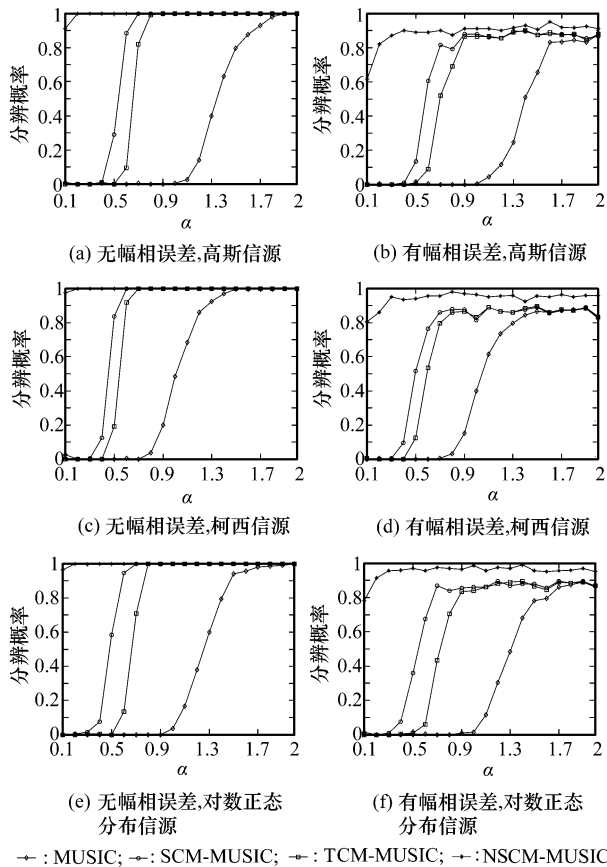 1
0.8
0.6
0.4
0.2
0
分辨概率
0.1 0.5 0.9 1.3 1.7 2
α
(a) 无幅相误差,高斯信源
1
0.8
0.6
0.4
0.2
0
分辨概率
0.1 0.5 0.9 1.3 1.7 2
α
(b) 有幅相误差,高斯信源
1
0.8
0.6
0.4
0.2
0
分辨概率
0.1 0.5 0.9 1.3 1.7 2
α
(c) 无幅相误差,柯西信源
1
0.8
0.6
0.4
0.2
0
分辨概率
0.1 0.5 0.9 1.3 1.7 2
α
(d) 有幅相误差,柯西信源
1
0.8
0.6
0.4
0.2
0
分辨概率
0.1 0.5 0.9 1.3 1.7 2
α
(e) 无幅相误差,对数正态
分布信源
1
0.8
0.6
0.4
0.2
0
分辨概率
0.1 0.5 0.9 1.3 1.7 2
α
(f) 有幅相误差,对数正态
分布信源
: MUSIC; : SCM-MUSIC; : TCM-MUSIC; : NSCM-MUSIC